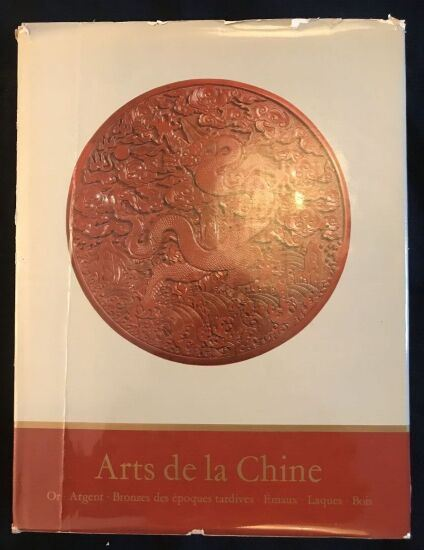 Arts de la Chine
Or · Argent · Bronzes des époques tardives · Émaux · Laques · Bois